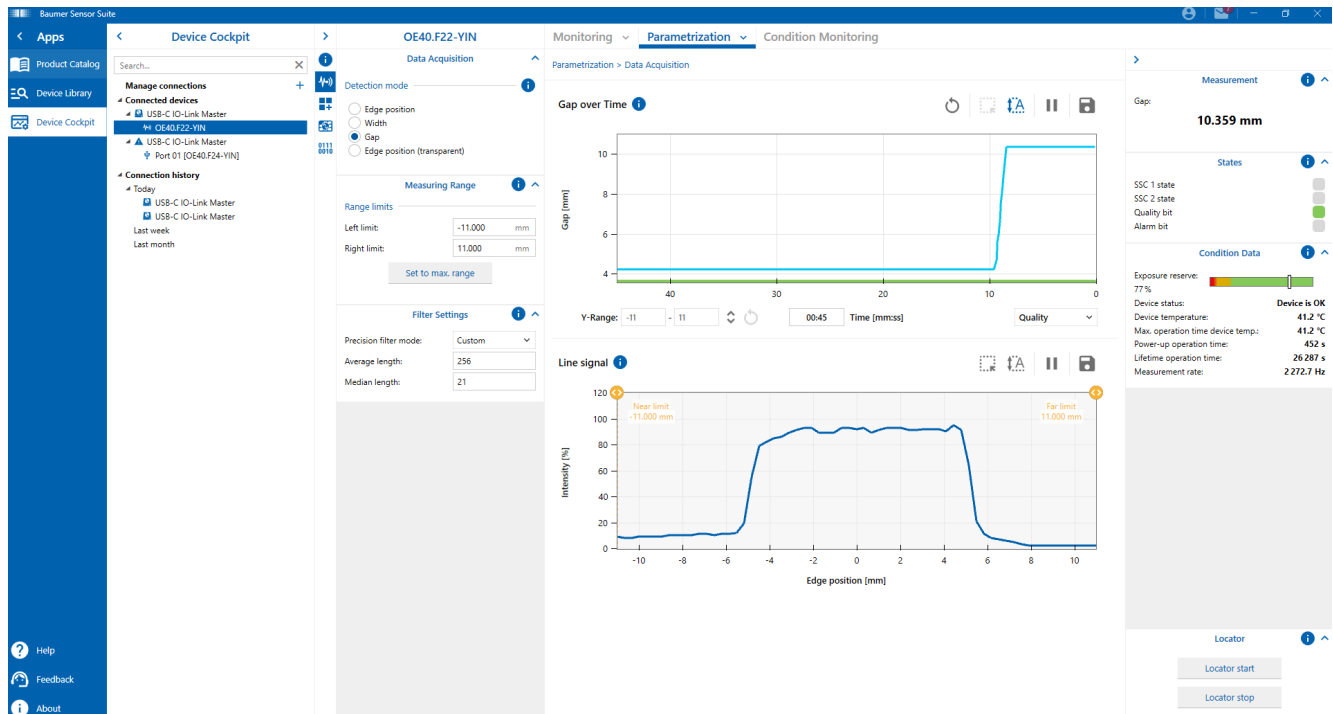 Baumer Sensor Suite
Apps
Product Catalog
Device Library
Device Cockpit
Help
Feedback
About
Device Cockpit
Search...
Manage connections
Connected devices
USB-C IO-Link Master
OE40.F22-YIN
USB-C IO-Link Master
Port 01 [OE40.F24-YIN]
Connection history
Today
USB-C IO-Link Master
USB-C IO-Link Master
Last week
Last month
0111
0010
OE40.F22-YIN
Data Acquisition
Detection mode
Edge position
Width
Gap
Edge position (transparent)
Measuring Range
Range limits
Left limit: -11.000 mm
Right limit: 11.000 mm
Set to max. range
Filter Settings
Precision filter mode: Custom
Average length: 256
Median length: 21
Monitoring Parametrization Condition Monitoring
Parametrization > Data Acquisition
Gap over Time
Gap [mm]
10
8
6
4
40 30 20 10 0
Y-Range: -11 - 11 00:45 Time [mm:ss] Quality
Line signal
Intensity [%]
120
100
80
60
40
20
0
Near limit
-11.000 mm
Far limit
11.000 mm
-10 -8 -6 -4 -2 0 2 4 6 8 10
Edge position [mm]
Measurement
Gap:
10.359 mm
States
SSC 1 state
SSC 2 state
Quality bit
Alarm bit
Condition Data
Exposure reserve:
77 %
Device status: Device is OK
Device temperature: 41.2 °C
Max. operation time device temp.: 41.2 °C
Power-up operation time: 452 s
Lifetime operation time: 26 287 s
Measurement rate: 2 272.7 Hz
Locator
Locator start
Locator stop